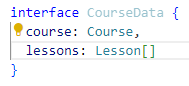 interface CourseData {
course: Course,
lessons: Lesson[]
}